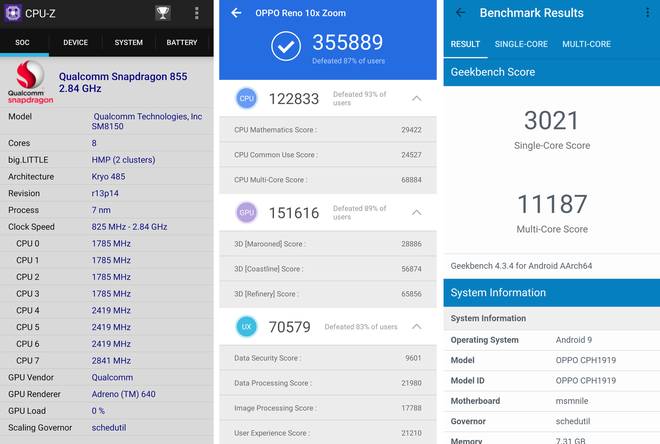 CPU-Z
SOC DEVICE SYSTEM BATTERY
Qualcomm
snapdragon
Qualcomm Snapdragon 855
2.84 GHz
Model Qualcomm Technologies, Inc
SM8150
Cores 8
big.LITTLE HMP (2 clusters)
Architecture Kryo 485
Revision r13p14
Process 7 nm
Clock Speed 825 MHz - 2.84 GHz
CPU 0 1785 MHz
CPU 1 1785 MHz
CPU 2 1785 MHz
CPU 3 1785 MHz
CPU 4 2419 MHz
CPU 5 2419 MHz
CPU 6 2419 MHz
CPU 7 2841 MHz
GPU Vendor Qualcomm
GPU Renderer Adreno (TM) 640
GPU Load 0 %
Scaling Governor schedutil
OPPO Reno 10x Zoom
355889
Defeated 87% of users
CPU 122833 Defeated 93% of
users
CPU Mathematics Score : 29422
CPU Common Use Score : 24527
CPU Multi-Core Score : 68884
GPU 151616 Defeated 89% of
users
3D [Marooned] Score : 28886
3D [Coastline] Score : 56874
3D [Refinery] Score : 65856
UX 70579 Defeated 83% of users
Data Security Score : 9601
Data Processing Score : 21980
Image Processing Score : 17788
User Experience Score : 21210
Benchmark Results
RESULT SINGLE-CORE MULTI-CORE
Geekbench Score
3021
Single-Core Score
11187
Multi-Core Score
Geekbench 4.3.4 for Android AArch64
System Information
System Information
Operating System Android 9
Model OPPO CPH1919
Model ID OPPO CPH1919
Motherboard msmnile
Governor schedutil
Memory 7.31 GB